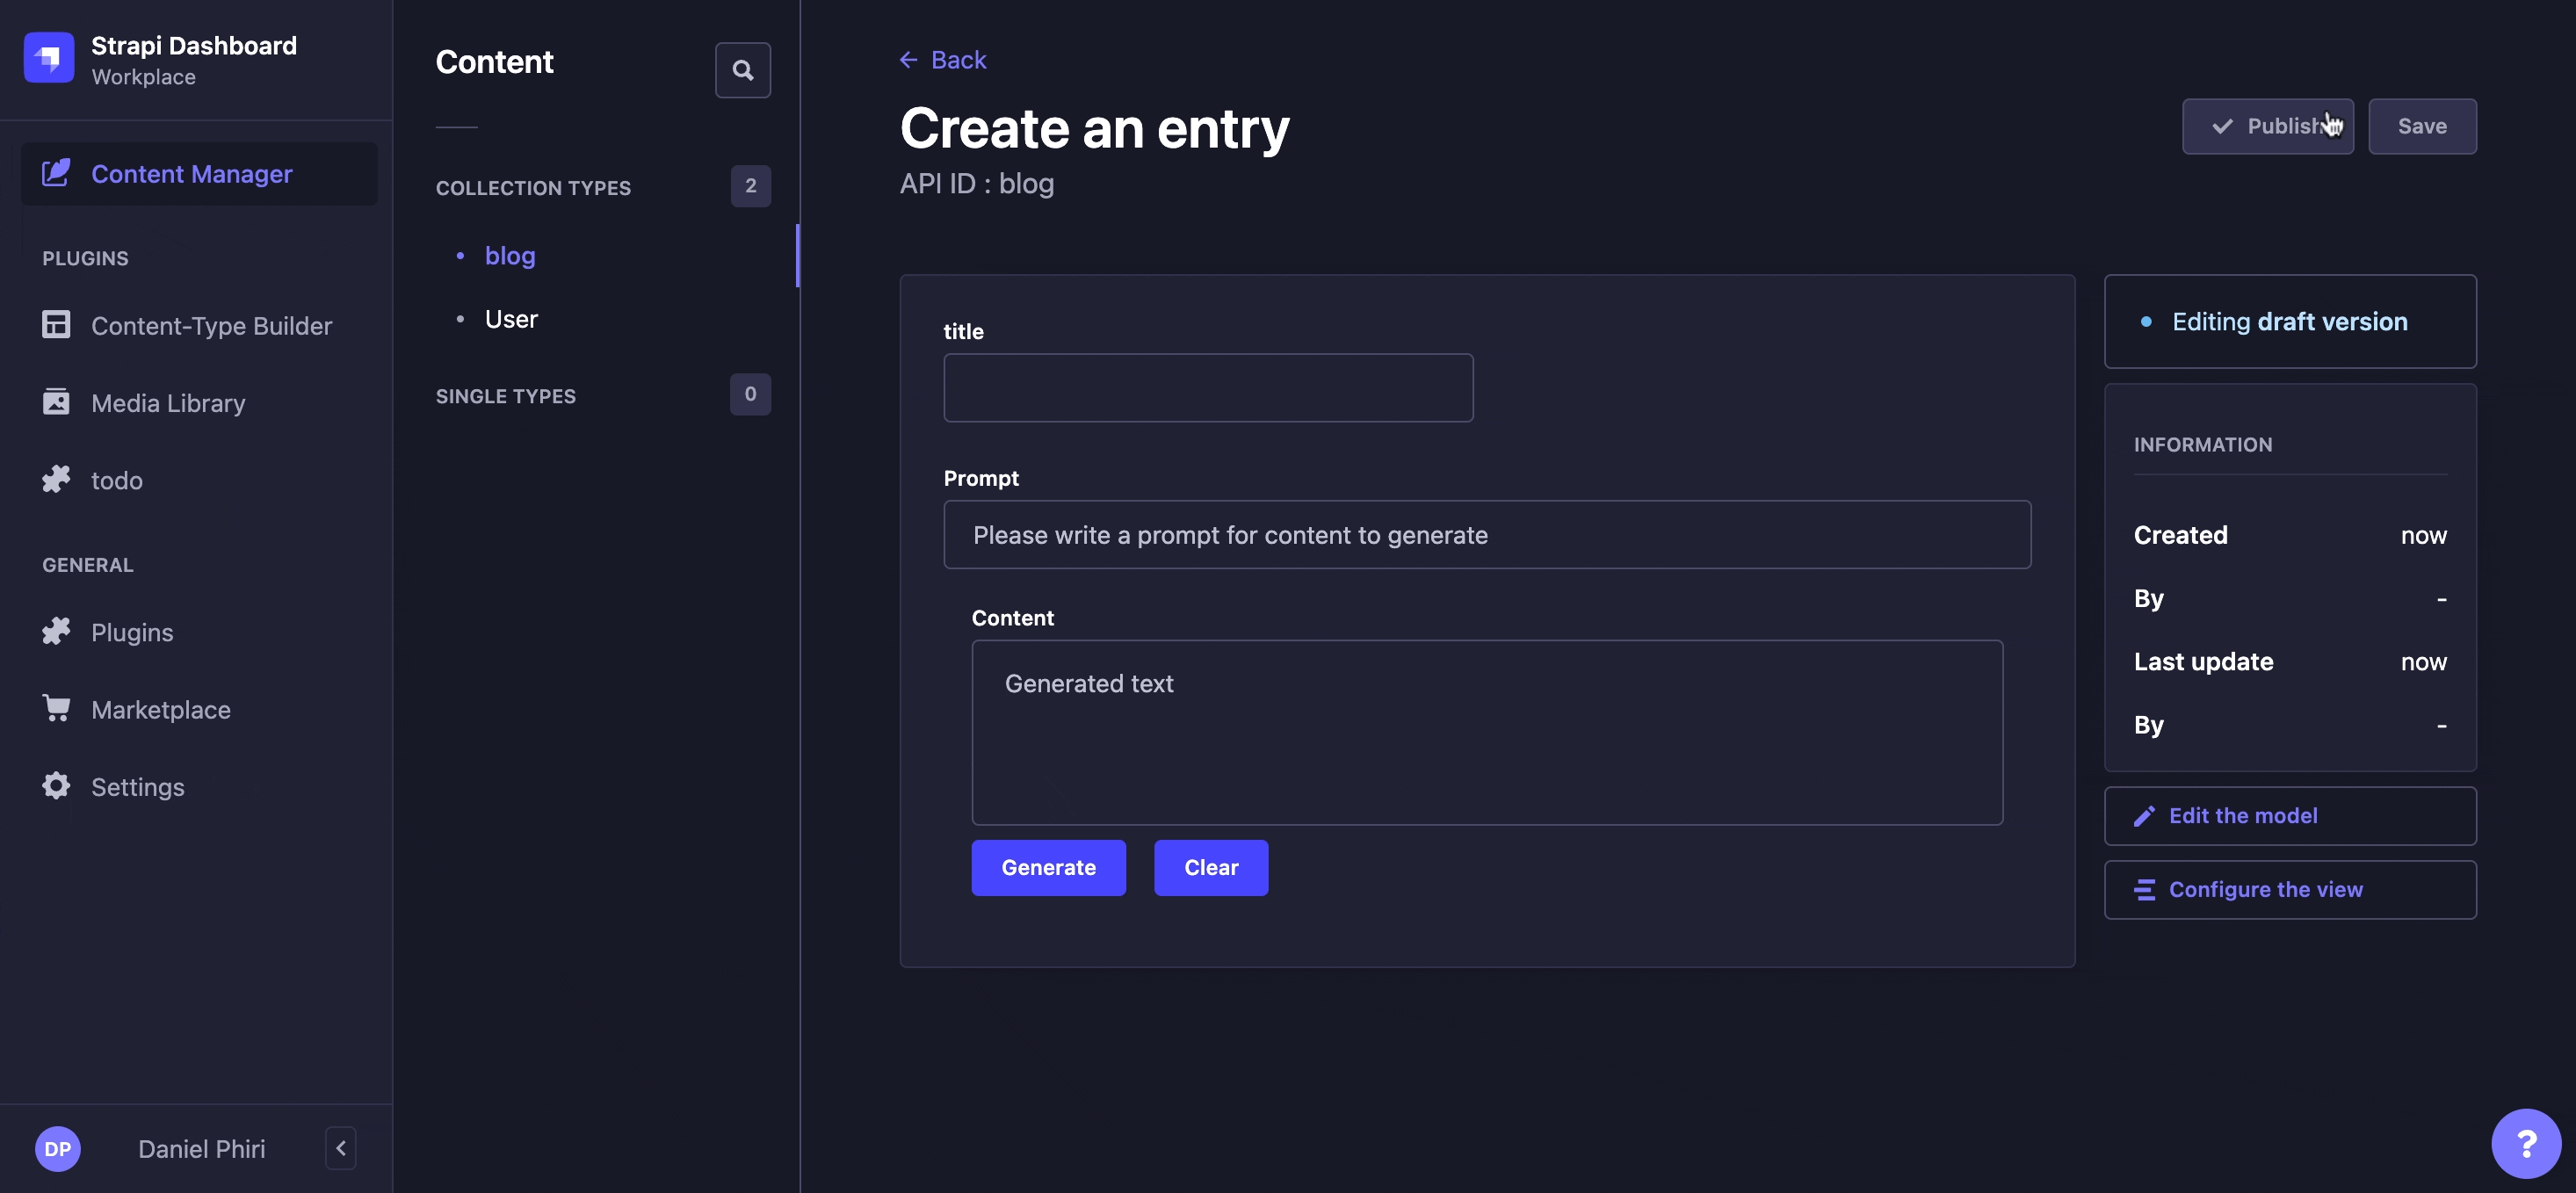 Strapi Dashboard
Workplace
Content Manager
PLUGINS
Content-Type Builder
Media Library
todo
GENERAL
Plugins
Marketplace
Settings
DP
Daniel Phiri
Content
COLLECTION TYPES
2
blog
User
SINGLE TYPES
0
Back
Create an entry
API ID : blog
Publish
Save
title
Prompt
Please write a prompt for content to generate
Content
Generated text
Generate
Clear
Editing draft version
INFORMATION
Created now
By -
Last update now
By -
Edit the model
Configure the view
?